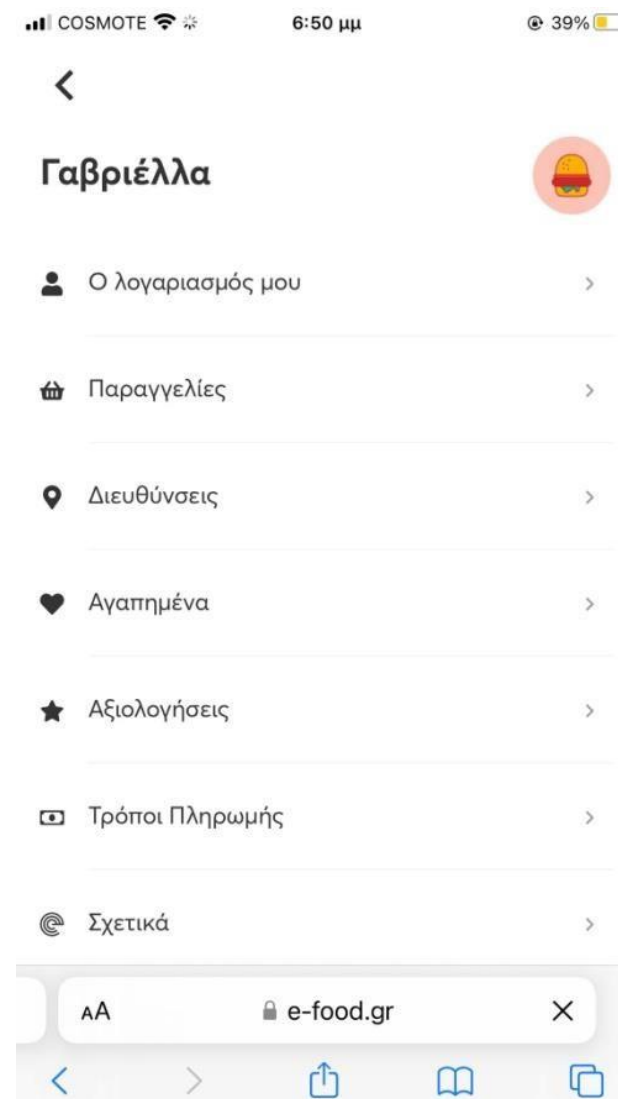 COSMOTE 6:50 μμ 39%
Γαβριέλλα
Ο λογαριασμός μου
Παραγγελίες
Διευθύνσεις
Αγαπημένα
Αξιολογήσεις
Τρόποι Πληρωμής
Σχετικά
AA e-food.gr